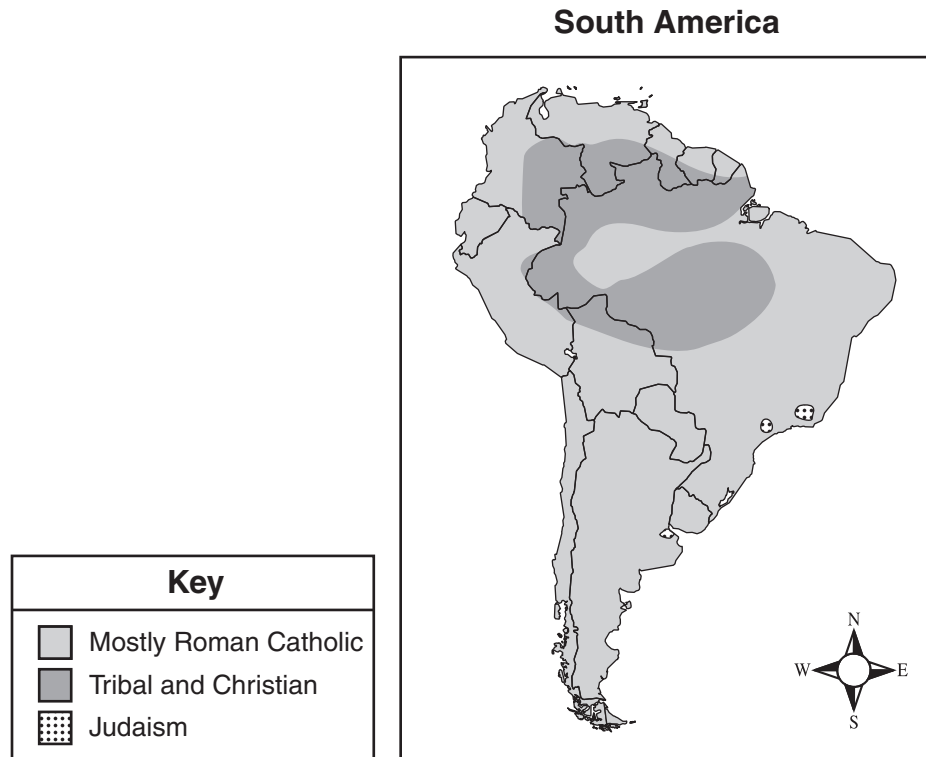 South America
Key
Mostly Roman Catholic
Tribal and Christian
Judaism
N
W E
S